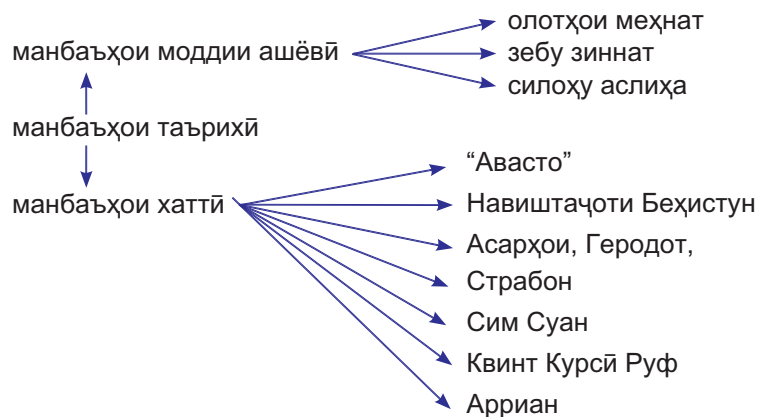 олотҳои меҳнат
манбаъҳои моддии ашёвӣ
зебу зиннат
силоҳу аслиҳа
манбаъҳои таърихӣ
“Авасто”
манбаъҳои хаттӣ
Навиштаҷоти Беҳистун
Асарҳои, Геродот,
Страбон
Сим Суан
Квинт Курсӣ Руф
Арриан